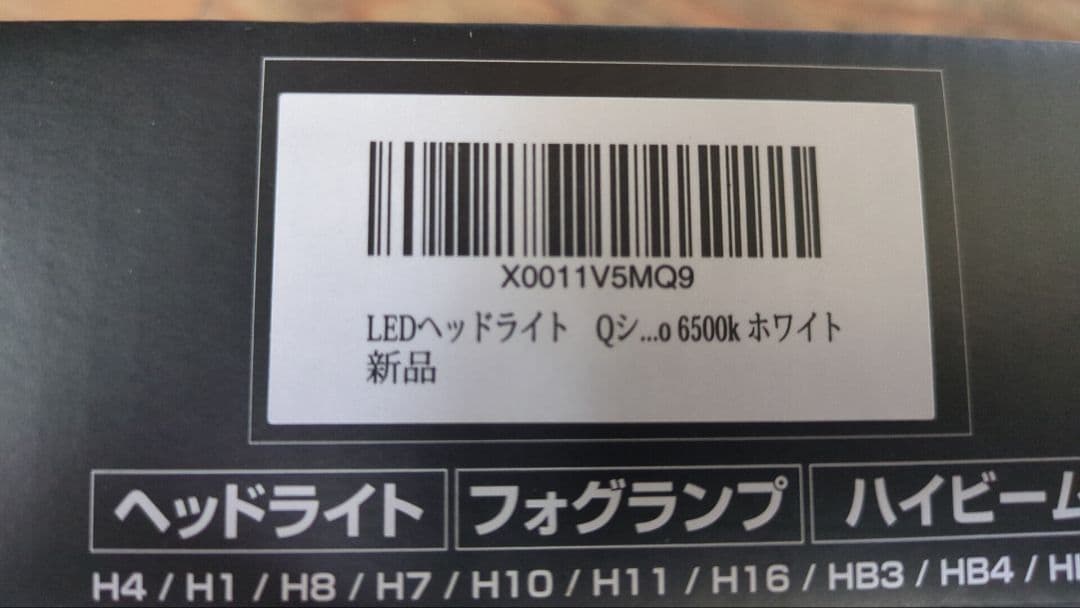 X0011V5MQ9
LEDヘッドライト Qシ...o 6500k ホワイト
新品
ヘッドライト フォグランプ ハイビーム
H4 / H1 / H8 / H7 / H10 / H11 / H16 / HB3 / HB4 /